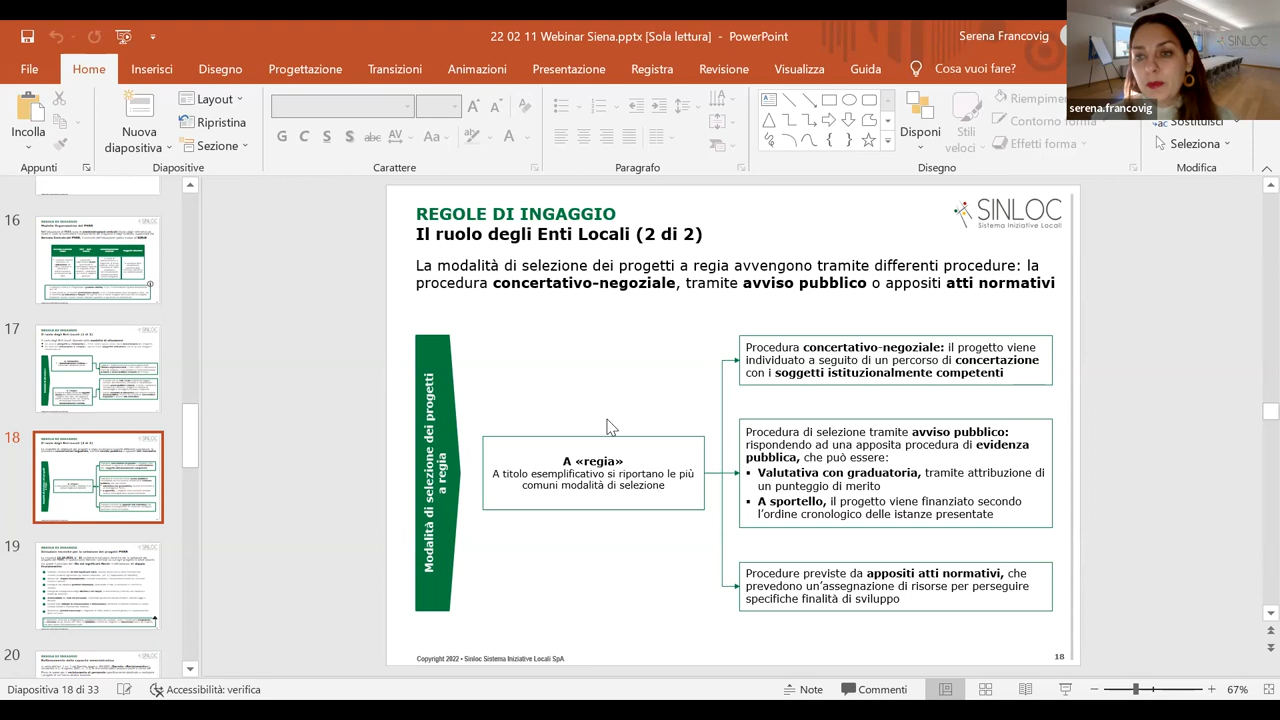 22 02 11 Webinar Siena.pptx [Sola lettura] - PowerPoint
Serena Francovig
SINLOC
File Home Inserisci Disegno Progettazione Transizioni Animazioni Presentazione Registra Revisione Visualizza Guida Cosa vuoi fare?
serena.francovig
Incolla
Nuova diapositiva
Layout
Ripristina
Sezione
G C S S abc AV Aa A
Disponi
Stili veloci
Riempimento
Contorno forma
Effetti forma
Sostituisci
Seleziona
Appunti Diapositive Carattere Paragrafo Disegno Modifica
16
17
18
19
20
REGOLE DI INGAGGIO
Il ruolo degli Enti Locali (2 di 2)
SINLOC
Sistema Iniziative Locali
La modalità di selezione dei progetti a regia avvengono tramite differenti procedure: la
procedura concertativo-negoziale, tramite avviso pubblico o appositi atti normativi
Modalità di selezione dei progetti
a regia
A «regia»
A titolo esemplificativo si riportano le più
comuni modalità di selezione
Procedura concertativo-negoziale: il progetto viene
individuato a seguito di un percorso di concertazione
con i soggetti istituzionalmente competenti
Procedura di selezione tramite avviso pubblico:
ricorrendo ad una apposita procedura di evidenza
pubblica, che può essere:
▪ Valutativa con graduatoria, tramite attribuzione di
un punteggio di merito
▪ A sportello, il progetto viene finanziato secondo
l'ordine cronologico delle istanze presentate
Individuate da appositi atti normativi, che
prevedono un'assegnazione di risorse per perseguire
specifiche finalità di sviluppo
Copyright 2022 • Sinloc Sistema Iniziative Locali SpA
18
Diapositiva 18 di 33
Accessibilità: verifica
Note
Commenti
67%